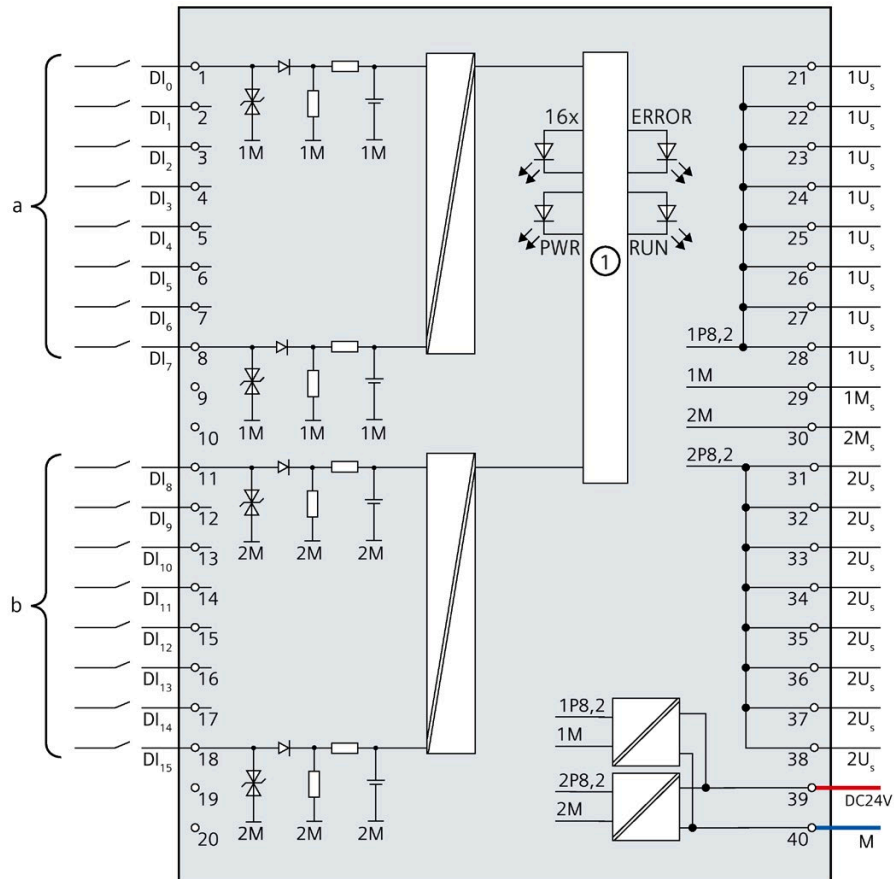 a
DI0 1
DI1 2
DI2 3
DI3 4
DI4 5
DI5 6
DI6 7
DI7 8
9
10
1M 1M 1M
1M 1M 1M
b
DI8 11
DI9 12
DI10 13
DI11 14
DI12 15
DI13 16
DI14 17
DI15 18
19
20
2M 2M 2M
2M 2M 2M
16x ERROR
PWR RUN
1
21 1Us
22 1Us
23 1Us
24 1Us
25 1Us
26 1Us
27 1Us
1P8,2 28 1Us
1M 29 1Ms
2M 30 2Ms
2P8,2 31 2Us
32 2Us
33 2Us
34 2Us
35 2Us
36 2Us
37 2Us
38 2Us
1P8,2
1M
2P8,2
2M
39 DC24V
40 M